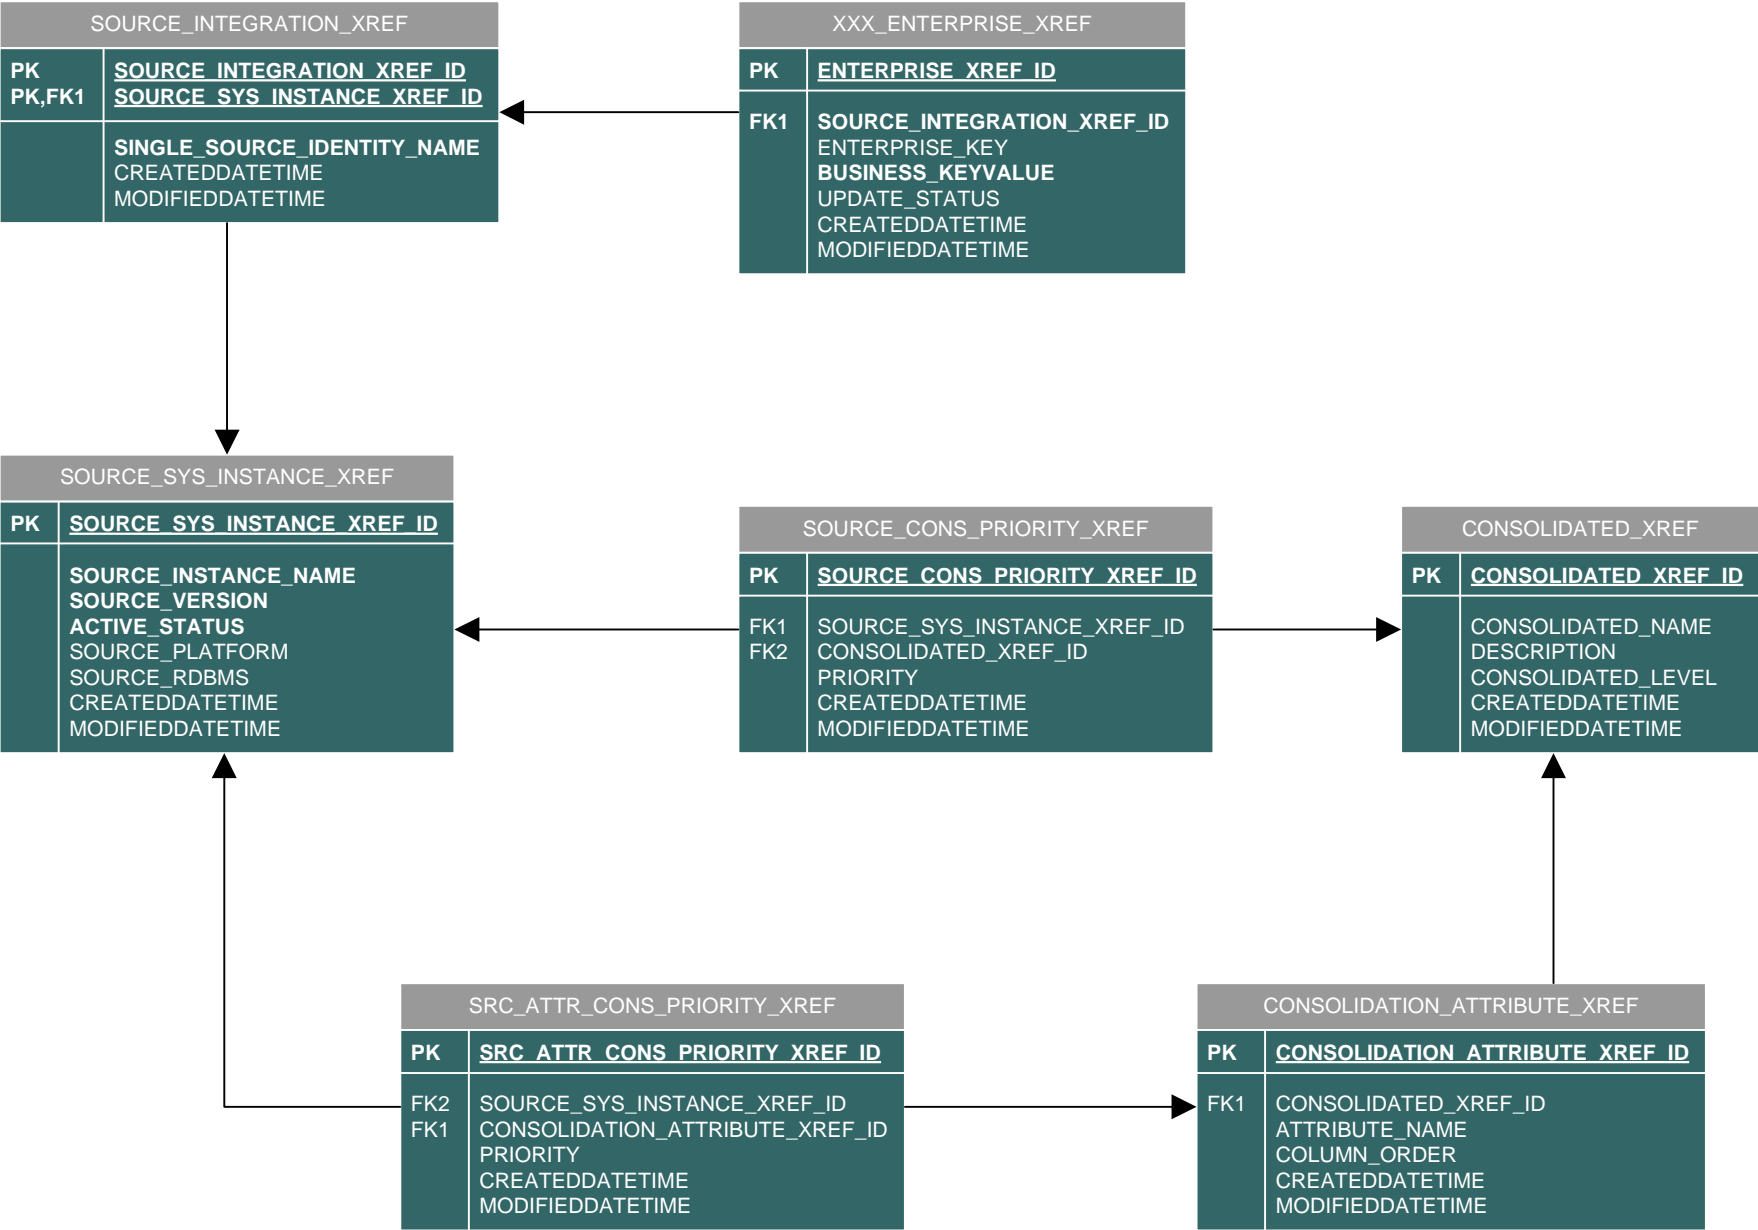 SOURCE_INTEGRATION_XREF
PK SOURCE_INTEGRATION_XREF_ID
PK,FK1 SOURCE_SYS_INSTANCE_XREF_ID
SINGLE_SOURCE_IDENTITY_NAME
CREATEDDATETIME
MODIFIEDDATETIME
XXX_ENTERPRISE_XREF
PK ENTERPRISE_XREF_ID
FK1 SOURCE_INTEGRATION_XREF_ID
ENTERPRISE_KEY
BUSINESS_KEYVALUE
UPDATE_STATUS
CREATEDDATETIME
MODIFIEDDATETIME
SOURCE_SYS_INSTANCE_XREF
PK SOURCE_SYS_INSTANCE_XREF_ID
SOURCE_INSTANCE_NAME
SOURCE_VERSION
ACTIVE_STATUS
SOURCE_PLATFORM
SOURCE_RDBMS
CREATEDDATETIME
MODIFIEDDATETIME
SOURCE_CONS_PRIORITY_XREF
PK SOURCE_CONS_PRIORITY_XREF_ID
FK1 SOURCE_SYS_INSTANCE_XREF_ID
FK2 CONSOLIDATED_XREF_ID
PRIORITY
CREATEDDATETIME
MODIFIEDDATETIME
CONSOLIDATED_XREF
PK CONSOLIDATED_XREF_ID
CONSOLIDATED_NAME
DESCRIPTION
CONSOLIDATED_LEVEL
CREATEDDATETIME
MODIFIEDDATETIME
SRC_ATTR_CONS_PRIORITY_XREF
PK SRC_ATTR_CONS_PRIORITY_XREF_ID
FK2 SOURCE_SYS_INSTANCE_XREF_ID
FK1 CONSOLIDATION_ATTRIBUTE_XREF_ID
PRIORITY
CREATEDDATETIME
MODIFIEDDATETIME
CONSOLIDATION_ATTRIBUTE_XREF
PK CONSOLIDATION_ATTRIBUTE_XREF_ID
FK1 CONSOLIDATED_XREF_ID
ATTRIBUTE_NAME
COLUMN_ORDER
CREATEDDATETIME
MODIFIEDDATETIME